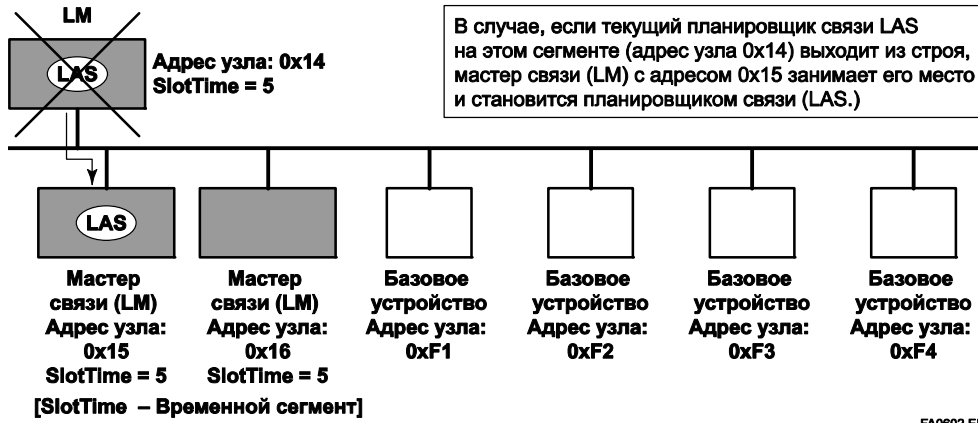 LM
LAS
Адрес узла: 0x14
SlotTime = 5
В случае, если текущий планировщик связи LAS
на этом сегменте (адрес узла 0x14) выходит из строя,
мастер связи (LM) с адресом 0x15 занимает его место
и становится планировщиком связи (LAS.)
LAS
Мастер
связи (LM)
Адрес узла:
0x15
SlotTime = 5
Мастер
связи (LM)
Адрес узла:
0x16
SlotTime = 5
Базовое
устройство
Адрес узла:
0xF1
Базовое
устройство
Адрес узла:
0xF2
Базовое
устройство
Адрес узла:
0xF3
Базовое
устройство
Адрес узла:
0xF4
[SlotTime – Временной сегмент]